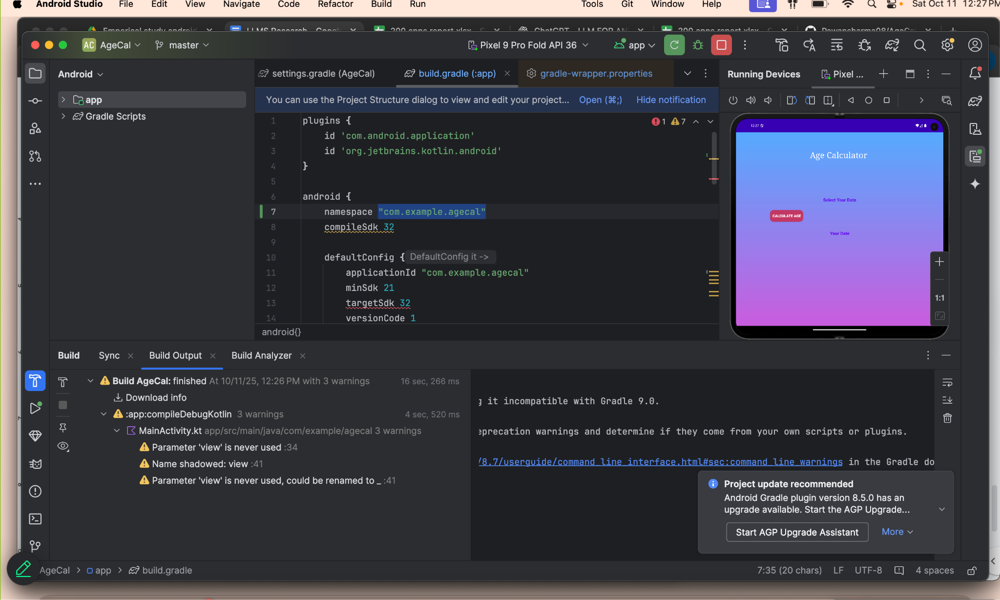 Android Studio File Edit View Navigate Code Refactor Build Run Tools Git Window Help Sat Oct 11 12:27 PM
AC AgeCal master Pixel 9 Pro Fold API 36 app
Android
settings.gradle (AgeCal) build.gradle (:app) gradle-wrapper.properties
Running Devices Pixel ...
app
You can use the Project Structure dialog to view and edit your project... Open (⌘;) Hide notification
Gradle Scripts
1 plugins {
1 7
2 id 'com.android.application'
3 id 'org.jetbrains.kotlin.android'
4 }
5
6 android {
7 namespace "com.example.agecal"
8 compileSdk 32
9
10 defaultConfig { DefaultConfig it ->
11 applicationId "com.example.agecal"
12 minSdk 21
13 targetSdk 32
14 versionCode 1
android{}
12:27
Age Calculator
Select Your Date
CALCULATE AGE
Your Date
1:1
Build Sync Build Output Build Analyzer
Build AgeCal: finished At 10/11/25, 12:26 PM with 3 warnings 16 sec, 266 ms
Download info
:app:compileDebugKotlin 3 warnings 4 sec, 520 ms
MainActivity.kt app/src/main/java/com/example/agecal 3 warnings
Parameter 'view' is never used :34
Name shadowed: view :41
Parameter 'view' is never used, could be renamed to _ :41
g it incompatible with Gradle 9.0.
eprecation warnings and determine if they come from your own scripts or plugins.
/8.7/userguide/command_line_interface.html#sec:command_line_warnings in the Gradle do
Project update recommended
Android Gradle plugin version 8.5.0 has an
upgrade available. Start the AGP Upgrade...
Start AGP Upgrade Assistant More
AgeCal > app > build.gradle
7:35 (20 chars) LF UTF-8 4 spaces